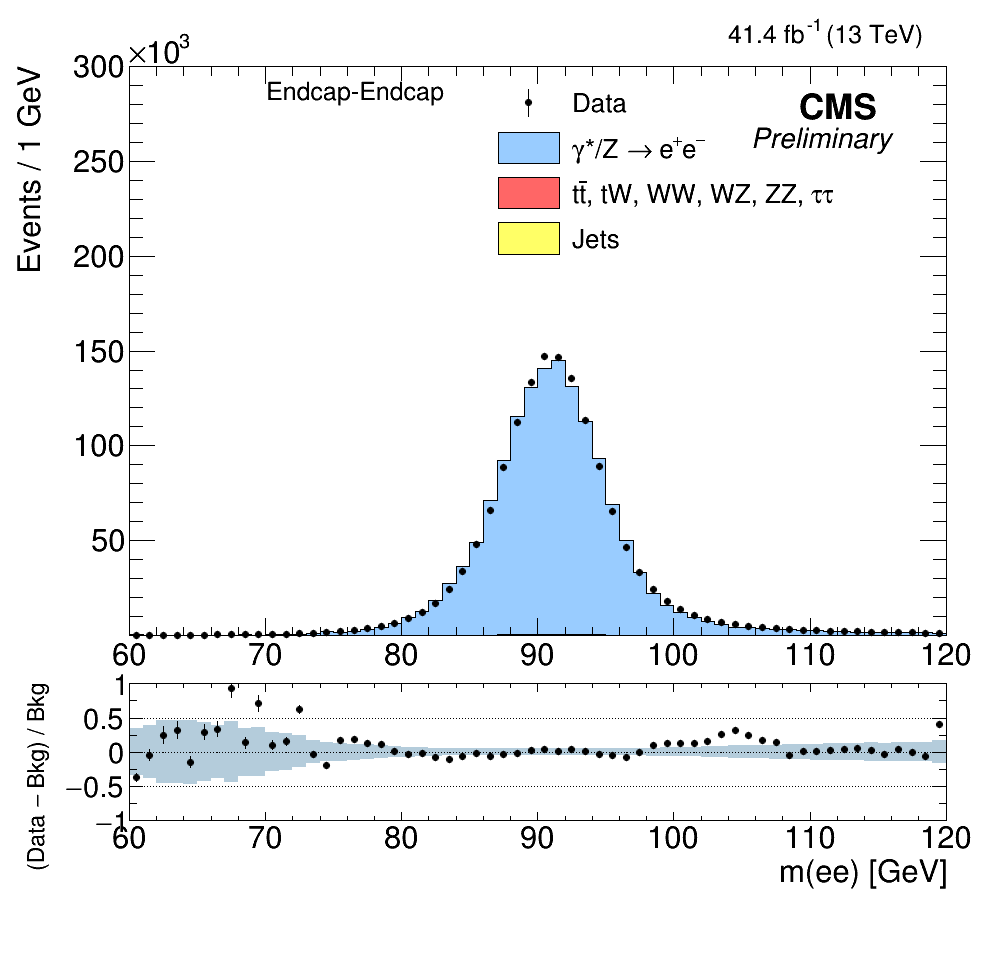 41.4 fb⁻¹ (13 TeV)
×10³
Events / 1 GeV
300
250
200
150
100
50
Endcap-Endcap
CMS
Preliminary
Data
γ*/Z → e⁺e⁻
tt̄, tW, WW, WZ, ZZ, ττ
Jets
60 70 80 90 100 110 120
(Data − Bkg) / Bkg
1
0.5
0
−0.5
−1
60 70 80 90 100 110 120
m(ee) [GeV]